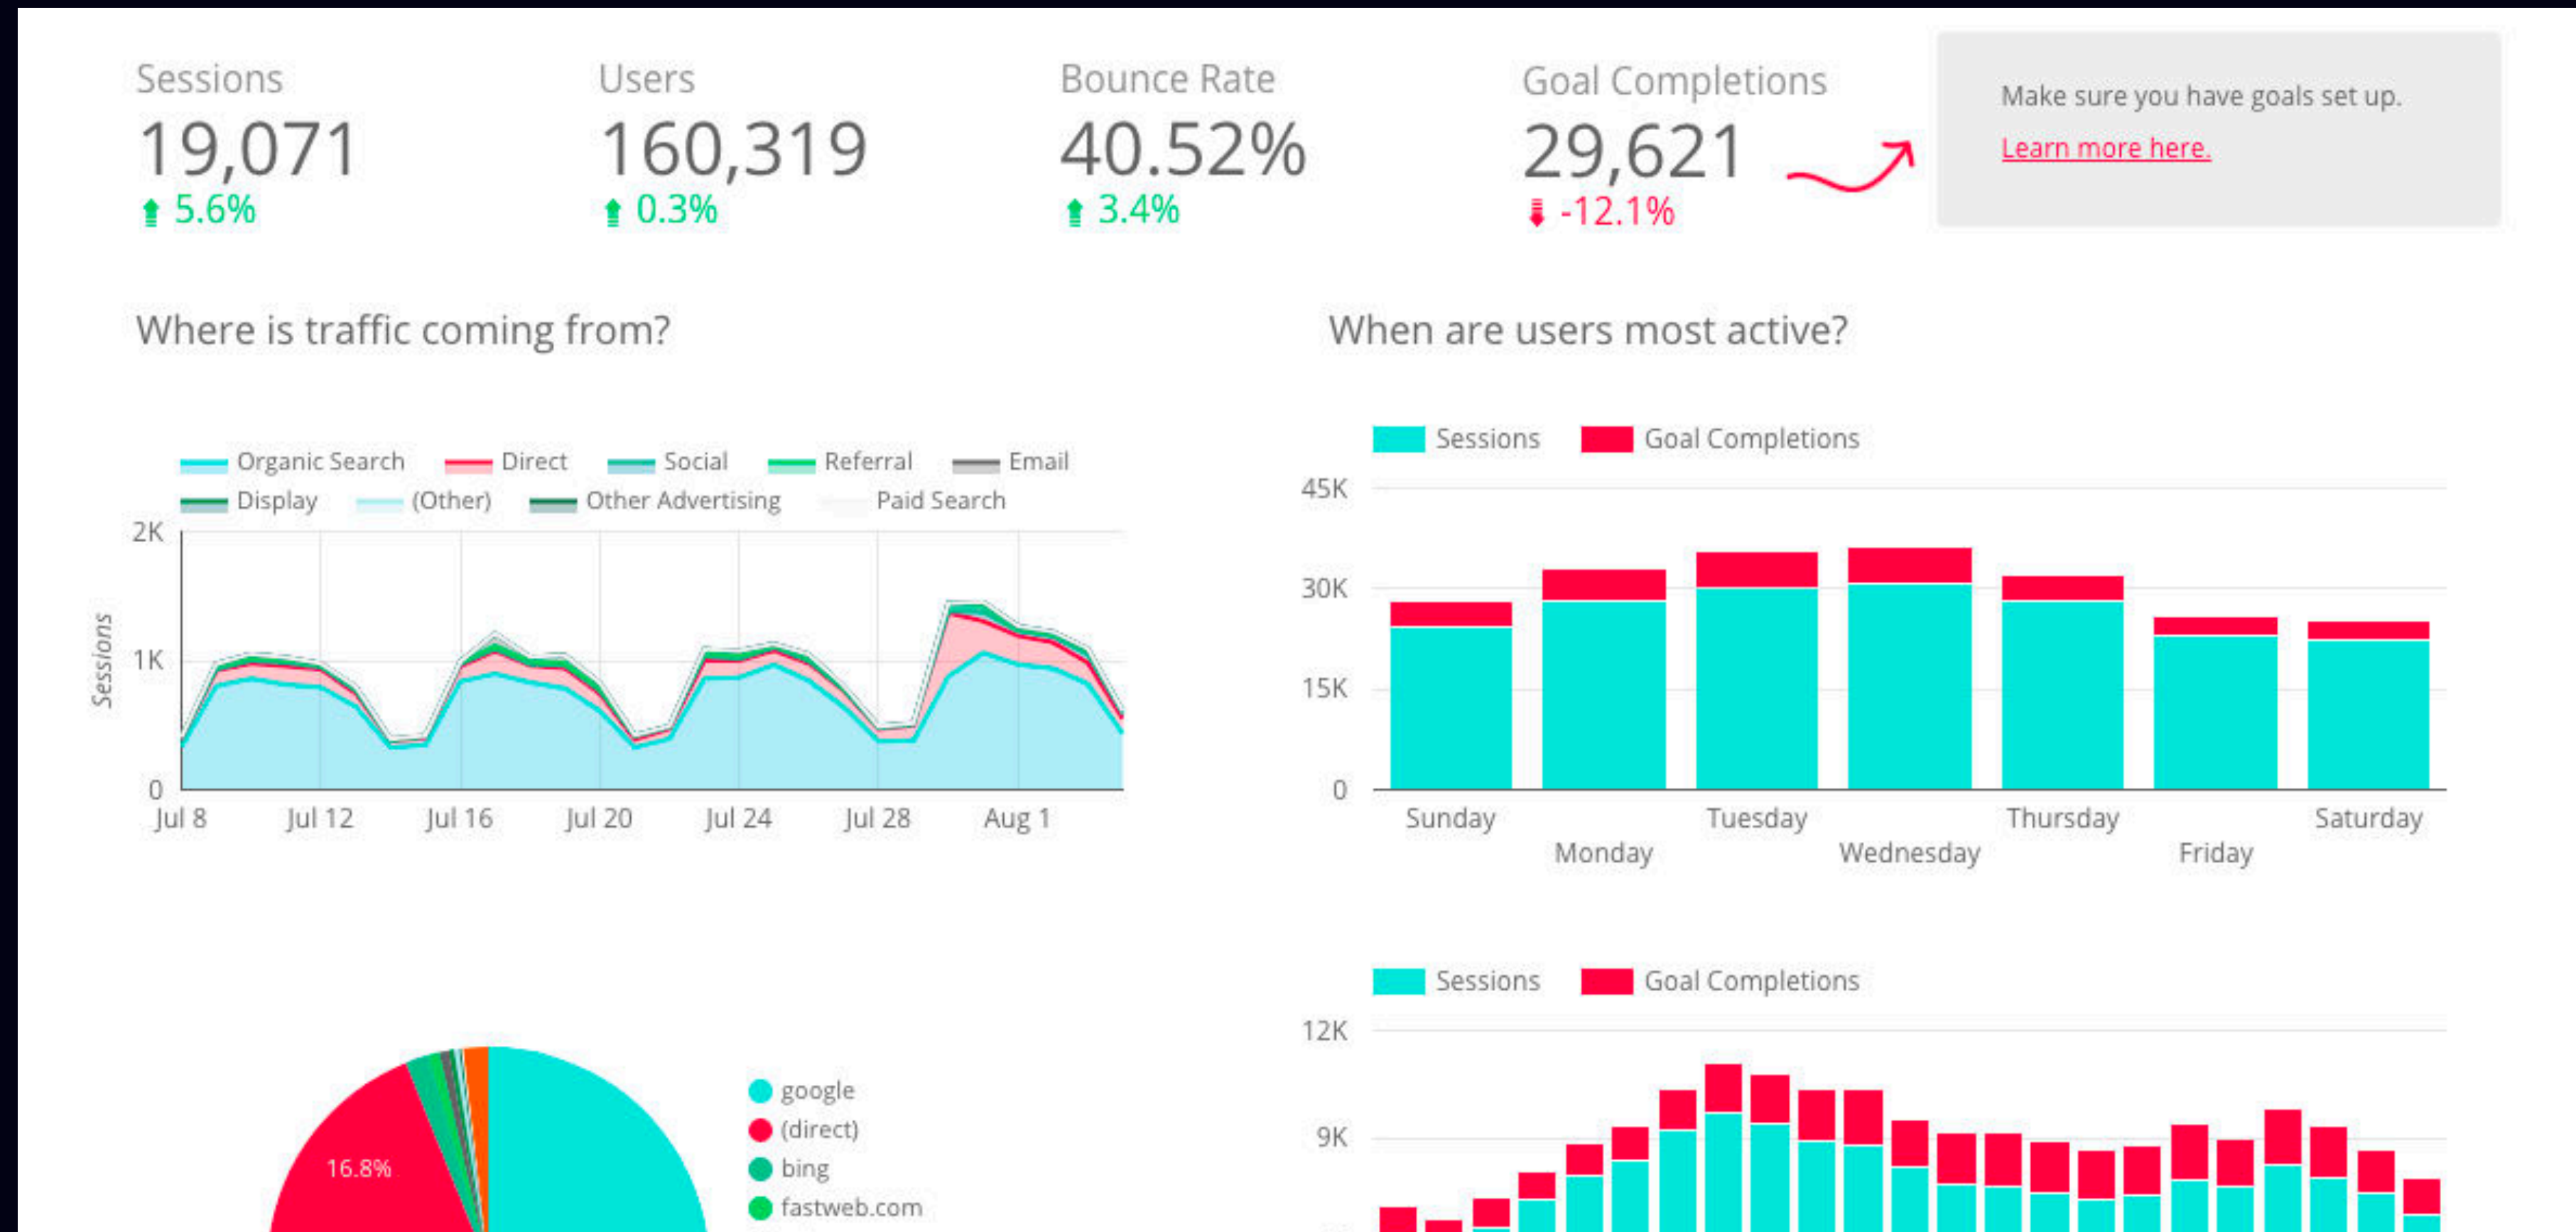 Sessions
19,071
5.6%
Users
160,319
0.3%
Bounce Rate
40.52%
3.4%
Goal Completions
29,621
-12.1%
Make sure you have goals set up.
Learn more here.
Where is traffic coming from?
Organic Search Direct Social Referral Email
Display (Other) Other Advertising Paid Search
2K
1K
0
Sessions
Jul 8 Jul 12 Jul 16 Jul 20 Jul 24 Jul 28 Aug 1
When are users most active?
Sessions Goal Completions
45K
30K
15K
0
Sunday Monday Tuesday Wednesday Thursday Friday Saturday
16.8%
google
(direct)
bing
fastweb.com
Sessions Goal Completions
12K
9K